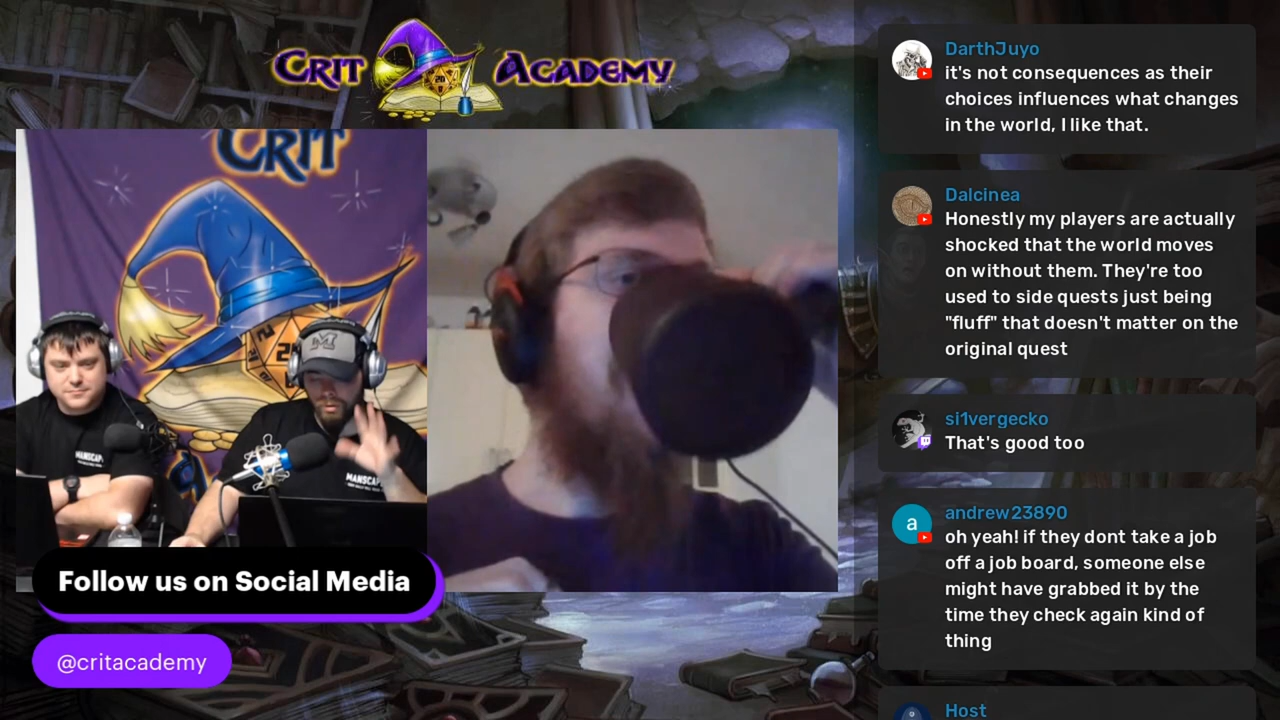 CRIT ACADEMY
20
CRIT
2
MANSCAP
MANSCAP
M
Follow us on Social Media
@critacademy
DarthJuyo
it's not consequences as their
choices influences what changes
in the world, I like that.
Dalcinea
Honestly my players are actually
shocked that the world moves
on without them. They're too
used to side quests just being
"fluff" that doesn't matter on the
original quest
si1vergecko
That's good too
a
andrew23890
oh yeah! if they dont take a job
off a job board, someone else
might have grabbed it by the
time they check again kind of
thing
Host